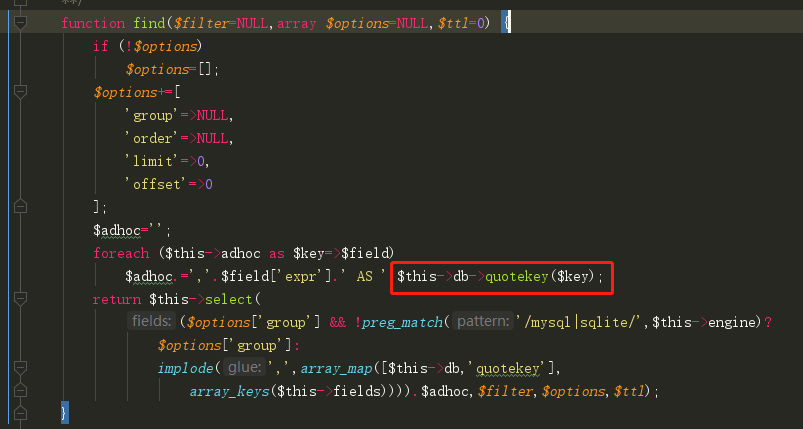 **/
function find($filter=NULL,array $options=NULL,$ttl=0) {
if (!$options)
$options=[];
$options+=[
'group'=>NULL,
'order'=>NULL,
'limit'=>0,
'offset'=>0
];
$adhoc='';
foreach ($this->adhoc as $key=>$field)
$adhoc.=','.$field['expr'].' AS ' $this->db->quotekey($key);
return $this->select(
fields: ($options['group'] && !preg_match( pattern: '/mysql|sqlite/',$this->engine)?
$options['group']:
implode( glue: ',',array_map([$this->db,'quotekey'],
array_keys($this->fields)))).$adhoc,$filter,$options,$ttl);
}